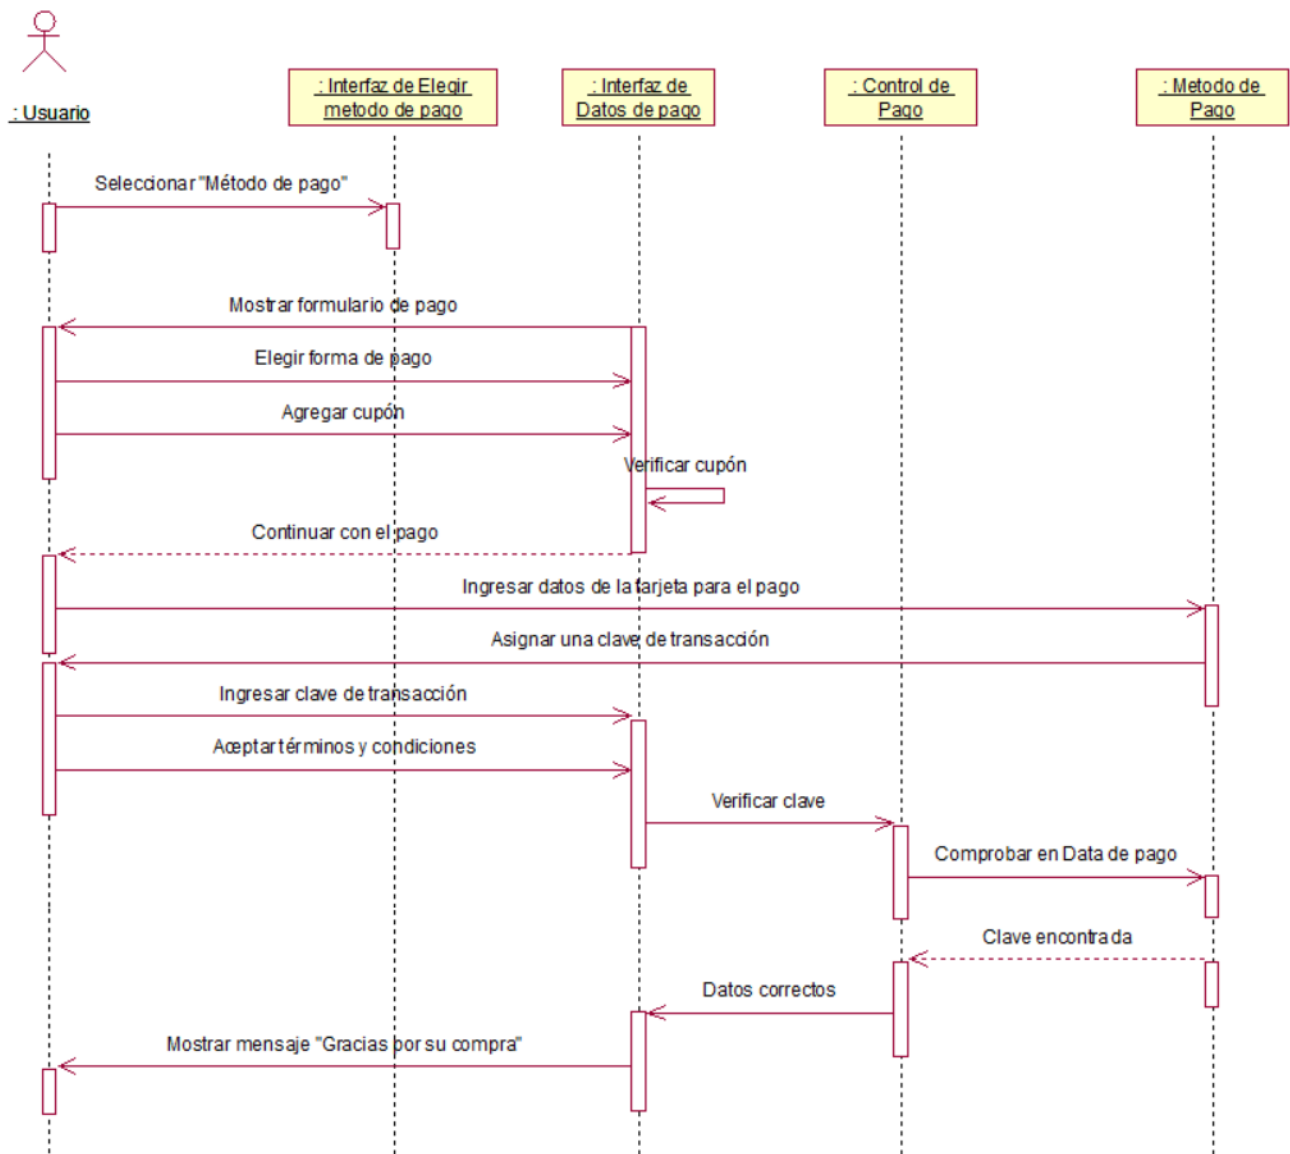 : Usuario
: Interfaz de Elegir
metodo de pago
: Interfaz de
Datos de pago
: Control de
Pago
: Metodo de
Pago
Seleccionar "Método de pago"
Mostrar formulario de pago
Elegir forma de pago
Agregar cupón
Verificar cupón
Continuar con el pago
Ingresar datos de la tarjeta para el pago
Asignar una clave de transacción
Ingresar clave de transacción
Aceptar términos y condiciones
Verificar clave
Comprobar en Data de pago
Clave encontrada
Datos correctos
Mostrar mensaje "Gracias por su compra"